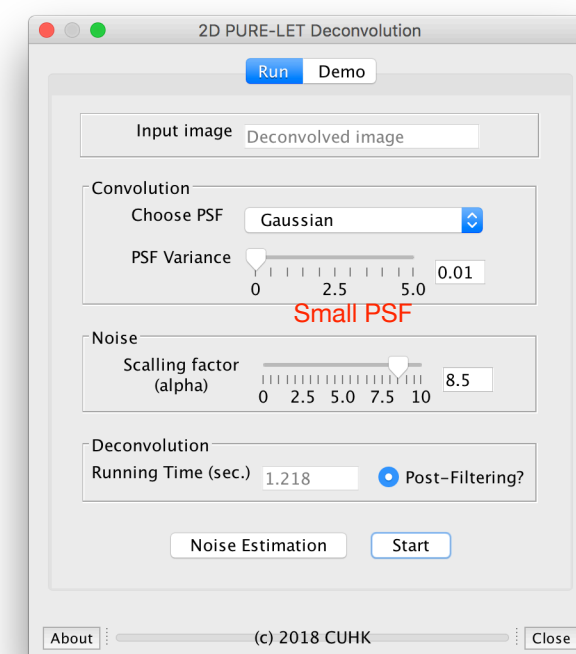 2D PURE-LET Deconvolution
Run Demo
Input image Deconvolved image
Convolution
Choose PSF Gaussian
PSF Variance 0.01
0 2.5 5.0
Small PSF
Noise
Scalling factor
(alpha) 8.5
0 2.5 5.0 7.5 10
Deconvolution
Running Time (sec.) 1.218 Post-Filtering?
Noise Estimation Start
About (c) 2018 CUHK Close